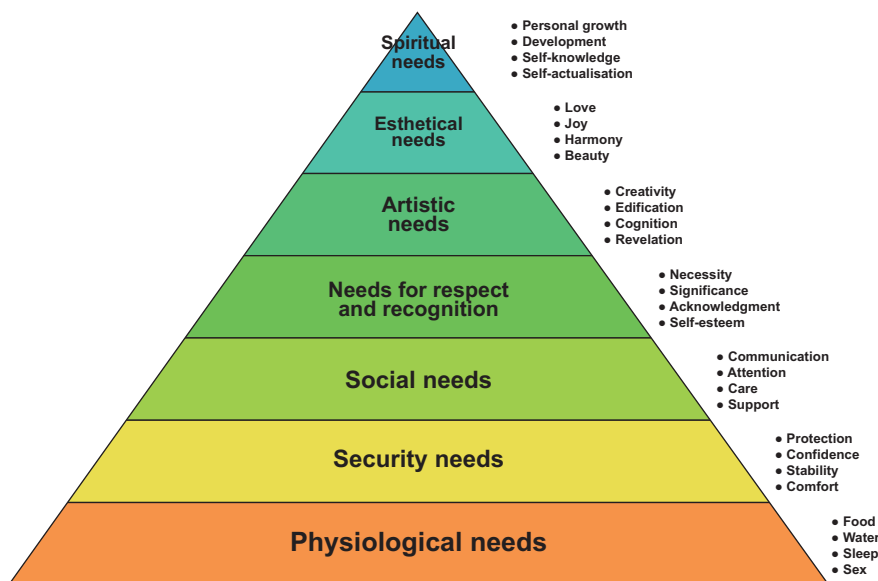 Spiritual
needs
● Personal growth
● Development
● Self-knowledge
● Self-actualisation
Esthetical
needs
● Love
● Joy
● Harmony
● Beauty
Artistic
needs
● Creativity
● Edification
● Cognition
● Revelation
Needs for respect
and recognition
● Necessity
● Significance
● Acknowledgment
● Self-esteem
Social needs
● Communication
● Attention
● Care
● Support
Security needs
● Protection
● Confidence
● Stability
● Comfort
Physiological needs
● Food
● Water
● Sleep
● Sex